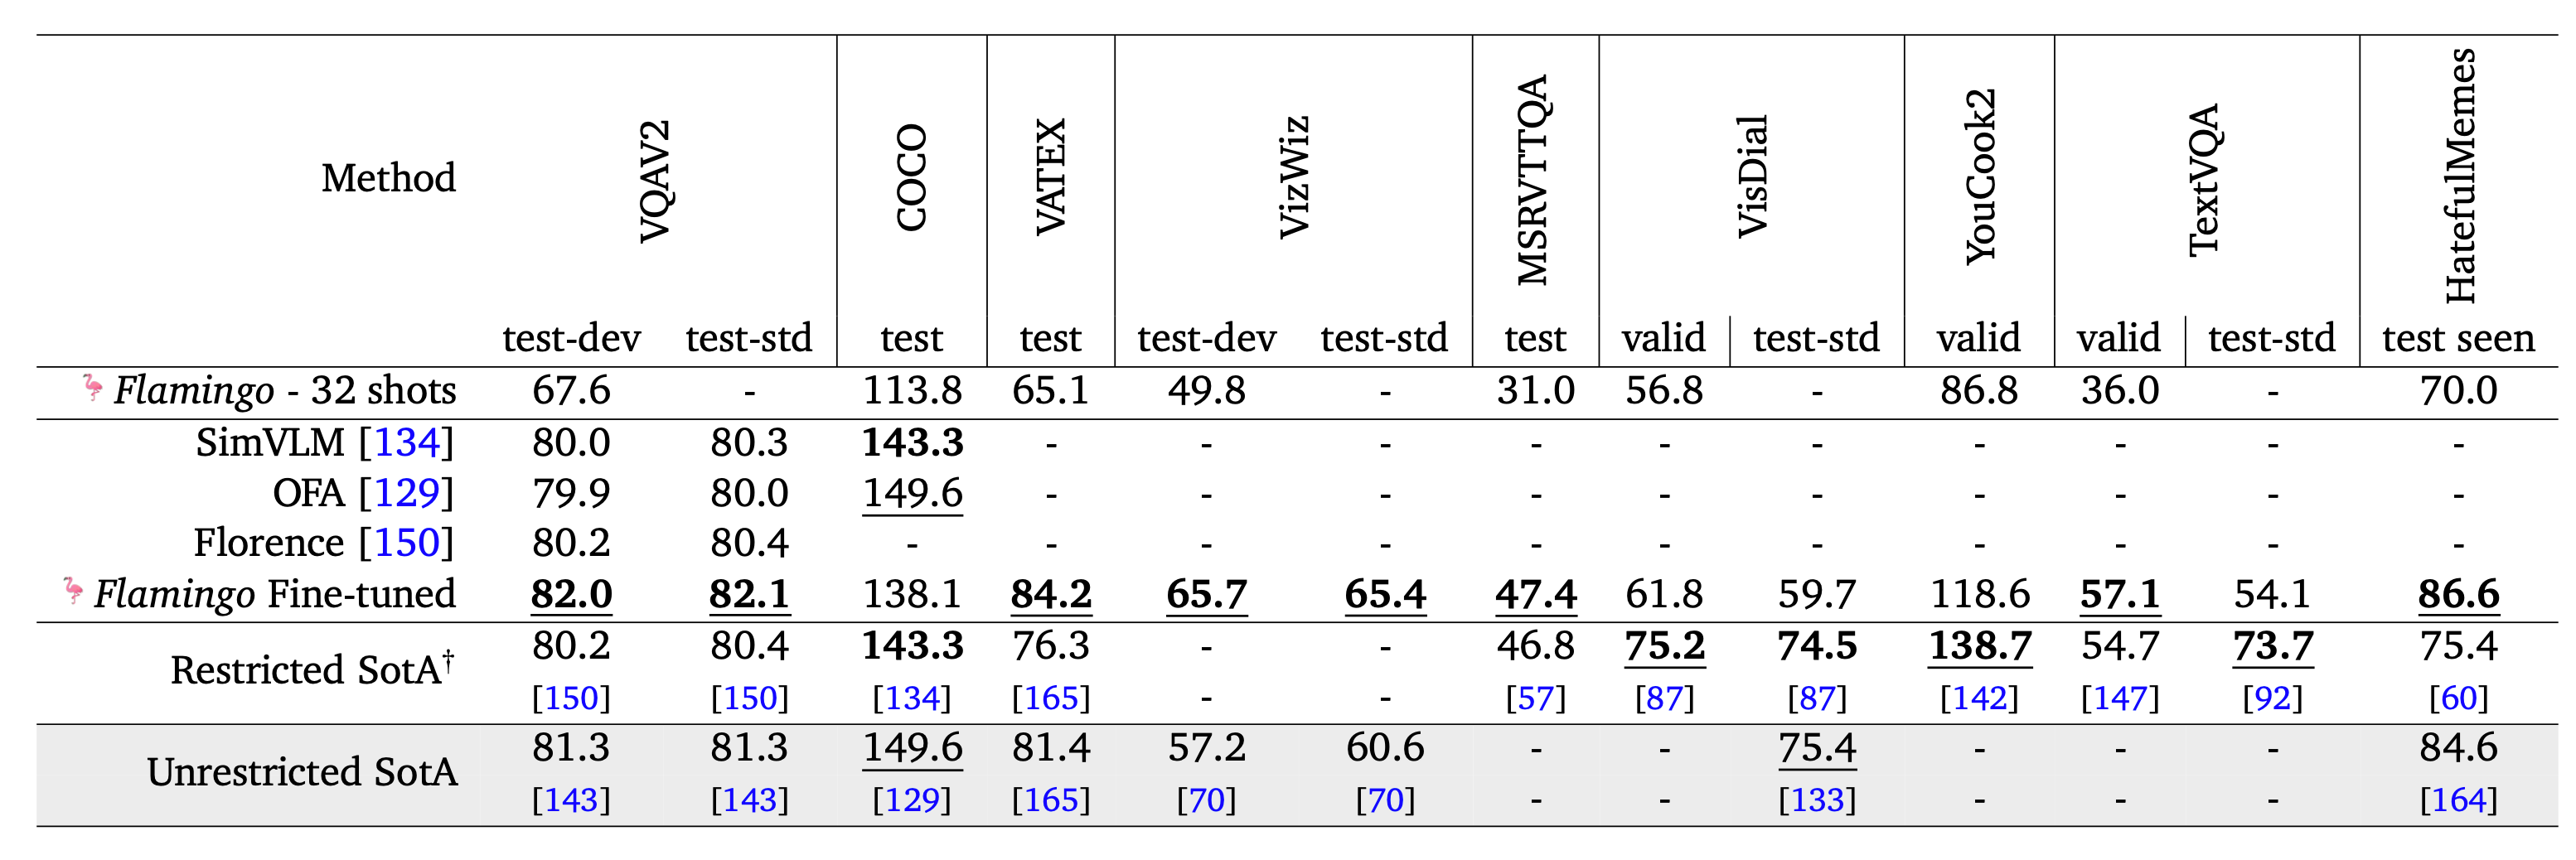 Method VQAV2 COCO VATEX VizWiz MSRVTTQA VisDial YouCook2 TextVQA HatefulMemes
test-dev test-std test test test-dev test-std test valid test-std valid valid test-std test seen
Flamingo - 32 shots 67.6 - 113.8 65.1 49.8 - 31.0 56.8 - 86.8 36.0 - 70.0
SimVLM [134] 80.0 80.3 143.3 - - - - - - - - - -
OFA [129] 79.9 80.0 149.6 - - - - - - - - - -
Florence [150] 80.2 80.4 - - - - - - - - - - -
Flamingo Fine-tuned 82.0 82.1 138.1 84.2 65.7 65.4 47.4 61.8 59.7 118.6 57.1 54.1 86.6
Restricted SotA† 80.2 80.4 143.3 76.3 - - 46.8 75.2 74.5 138.7 54.7 73.7 75.4
[150] [150] [134] [165] - - [57] [87] [87] [142] [147] [92] [60]
Unrestricted SotA 81.3 81.3 149.6 81.4 57.2 60.6 - - 75.4 - - - 84.6
[143] [143] [129] [165] [70] [70] - - [133] - - - [164]